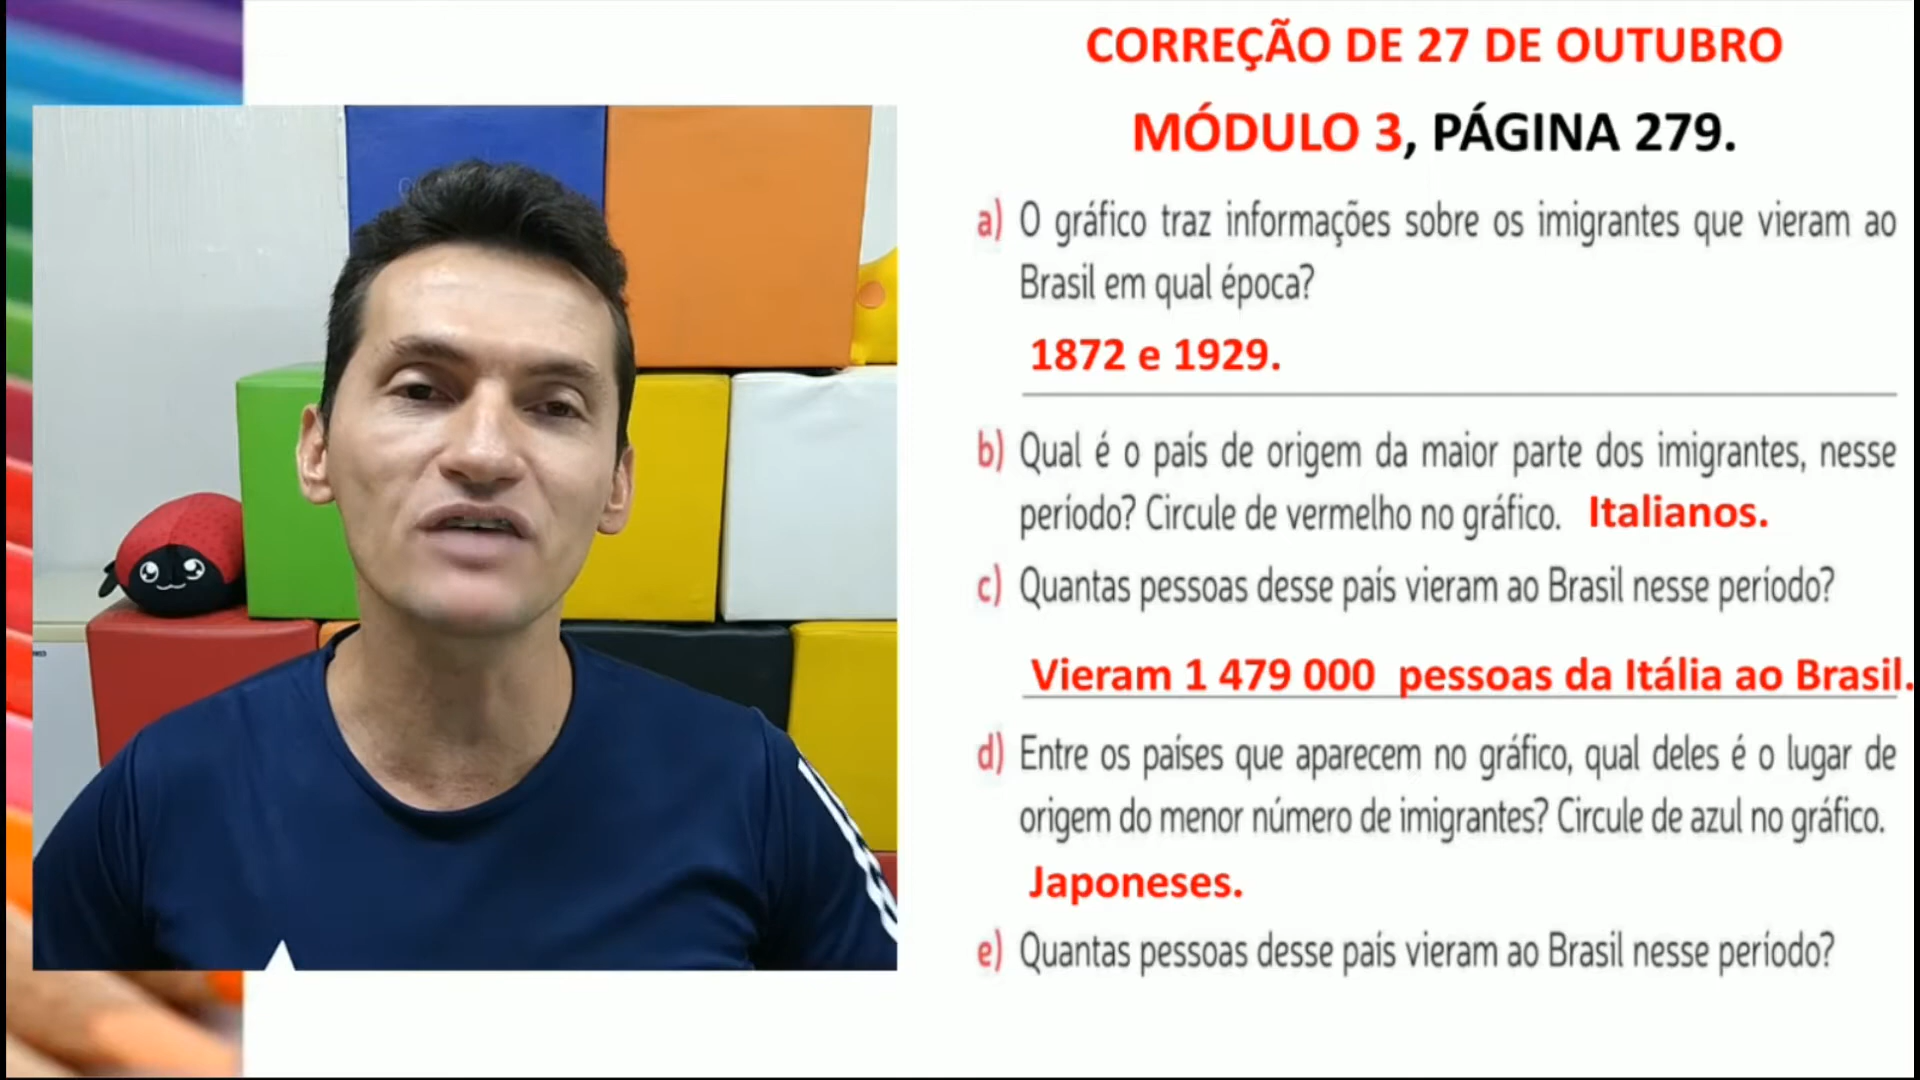 CORREÇÃO DE 27 DE OUTUBRO
MÓDULO 3, PÁGINA 279.
a) O gráfico traz informações sobre os imigrantes que vieram ao
Brasil em qual época?
1872 e 1929.
b) Qual é o país de origem da maior parte dos imigrantes, nesse
período? Circule de vermelho no gráfico. Italianos.
c) Quantas pessoas desse país vieram ao Brasil nesse período?
Vieram 1 479 000 pessoas da Itália ao Brasil.
d) Entre os países que aparecem no gráfico, qual deles é o lugar de
origem do menor número de imigrantes? Circule de azul no gráfico.
Japoneses.
e) Quantas pessoas desse país vieram ao Brasil nesse período?